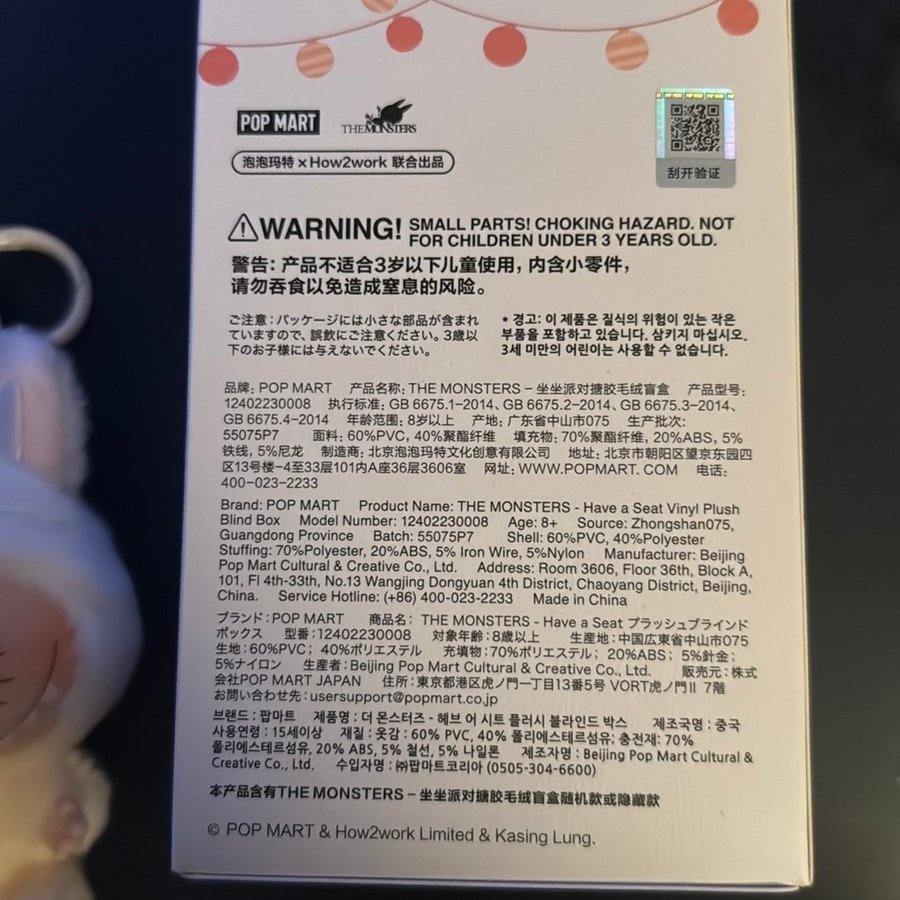 POP MART
THE MONSTERS
泡泡玛特×How2work 联合出品
刮开验证
WARNING! SMALL PARTS! CHOKING HAZARD. NOT
FOR CHILDREN UNDER 3 YEARS OLD.
警告: 产品不适合3岁以下儿童使用，内含小零件，
请勿吞食以免造成窒息的风险。
ご注意：パッケージには小さな部品が含まれ
ていますので、誤飲にご注意ください。3歳以
下のお子様には与えないでください。
* 경고: 이 제품은 질식의 위험이 있는 작은
부품을 포함하고 있습니다. 삼키지 마십시오.
3세 미만의 어린이는 사용할 수 없습니다.
品牌: POP MART 产品名称: THE MONSTERS – 坐坐派对搪胶毛绒盲盒 产品型号:
12402230008 执行标准: GB 6675.1-2014、GB 6675.2-2014、GB 6675.3-2014、
GB 6675.4-2014 年龄范围: 8岁以上 产地: 广东省中山市075 生产批次:
55075P7 面料: 60%PVC, 40%聚酯纤维 填充物: 70%聚酯纤维, 20%ABS, 5%
铁线, 5%尼龙 制造商: 北京泡泡玛特文化创意有限公司 地址: 北京市朝阳区望京东园四
区13号楼-4至33层101内A座36层3606室 网址: WWW.POPMART. COM 电话:
400-023-2233
Brand: POP MART Product Name: THE MONSTERS - Have a Seat Vinyl Plush
Blind Box Model Number: 12402230008 Age: 8+ Source: Zhongshan075,
Guangdong Province Batch: 55075P7 Shell: 60%PVC, 40%Polyester
Stuffing: 70%Polyester, 20%ABS, 5% Iron Wire, 5%Nylon Manufacturer: Beijing
Pop Mart Cultural & Creative Co., Ltd. Address: Room 3606, Floor 36th, Block A,
101, Fl 4th-33th, No.13 Wangjing Dongyuan 4th District, Chaoyang District, Beijing,
China. Service Hotline: (+86) 400-023-2233 Made in China
ブランド：POP MART 商品名： THE MONSTERS - Have a Seat プラッシュブラインド
ボックス 型番：12402230008 対象年齢：8歳以上 生産地：中国広東省中山市075
生地：60%PVC； 40%ポリエステル 充填物：70%ポリエステル； 20%ABS； 5%針金；
5%ナイロン 生産者：Beijing Pop Mart Cultural & Creative Co., Ltd. 販売元：株式
会社POP MART JAPAN 住所：東京都港区虎ノ門一丁目13番5号 VORT虎ノ門Ⅱ 7階
お問い合わせ先：usersupport@popmart.co.jp
브랜드 : 팝마트 제품명 : 더 몬스터즈 - 헤브 어 시트 플러시 블라인드 박스 제조국명 : 중국
사용연령 : 15세이상 재질 : 옷감 : 60% PVC, 40% 폴리에스테르섬유; 충전재: 70%
폴리에스테르섬유, 20% ABS, 5% 철선, 5% 나일론 제조자명 : Beijing Pop Mart Cultural &
Creative Co., Ltd. 수입자명 : ㈜팝마트코리아 (0505-304-6600)
本产品含有THE MONSTERS – 坐坐派对搪胶毛绒盲盒随机款或隐藏款
© POP MART & How2work Limited & Kasing Lung.